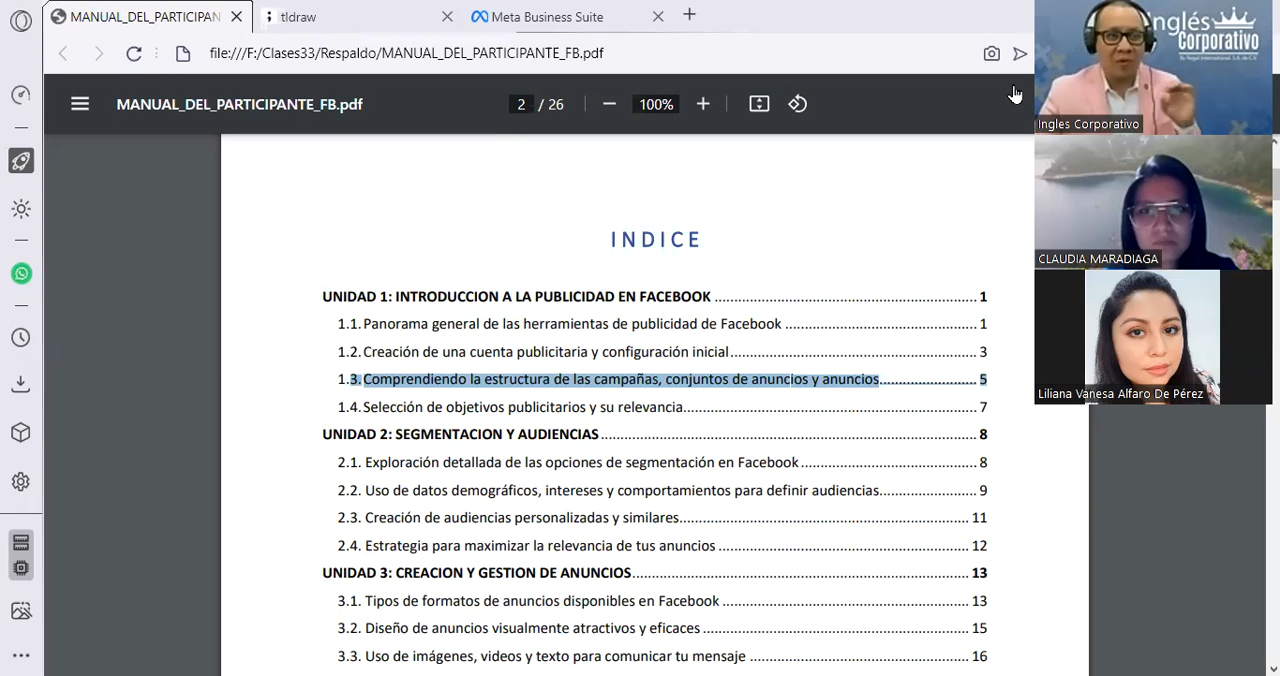 MANUAL_DEL_PARTICIPAN
tldraw
Meta Business Suite
file:///F:/Clases33/Respaldo/MANUAL_DEL_PARTICIPANTE_FB.pdf
MANUAL_DEL_PARTICIPANTE_FB.pdf
2 / 26
100%
Inglés
Corporativo
By Regal International, S.A. de C.V.
Ingles Corporativo
CLAUDIA MARADIAGA
Liliana Vanesa Alfaro De Pérez
INDICE
UNIDAD 1: INTRODUCCION A LA PUBLICIDAD EN FACEBOOK ... 1
1.1. Panorama general de las herramientas de publicidad de Facebook ... 1
1.2. Creación de una cuenta publicitaria y configuración inicial ... 3
1.3. Comprendiendo la estructura de las campañas, conjuntos de anuncios y anuncios ... 5
1.4. Selección de objetivos publicitarios y su relevancia ... 7
UNIDAD 2: SEGMENTACION Y AUDIENCIAS ... 8
2.1. Exploración detallada de las opciones de segmentación en Facebook ... 8
2.2. Uso de datos demográficos, intereses y comportamientos para definir audiencias ... 9
2.3. Creación de audiencias personalizadas y similares ... 11
2.4. Estrategia para maximizar la relevancia de tus anuncios ... 12
UNIDAD 3: CREACION Y GESTION DE ANUNCIOS ... 13
3.1. Tipos de formatos de anuncios disponibles en Facebook ... 13
3.2. Diseño de anuncios visualmente atractivos y eficaces ... 15
3.3. Uso de imágenes, videos y texto para comunicar tu mensaje ... 16